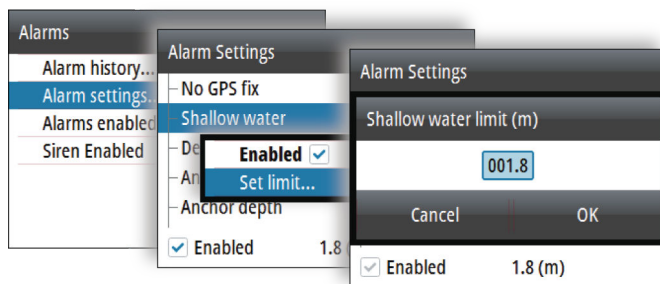 Alarms
Alarm history...
Alarm settings...
Alarms enabled
Siren Enabled
Alarm Settings
No GPS fix
Shallow water
Enabled
Set limit...
Anchor depth
Enabled 1.8
Alarm Settings
Shallow water limit (m)
001.8
Cancel OK
Enabled 1.8 (m)